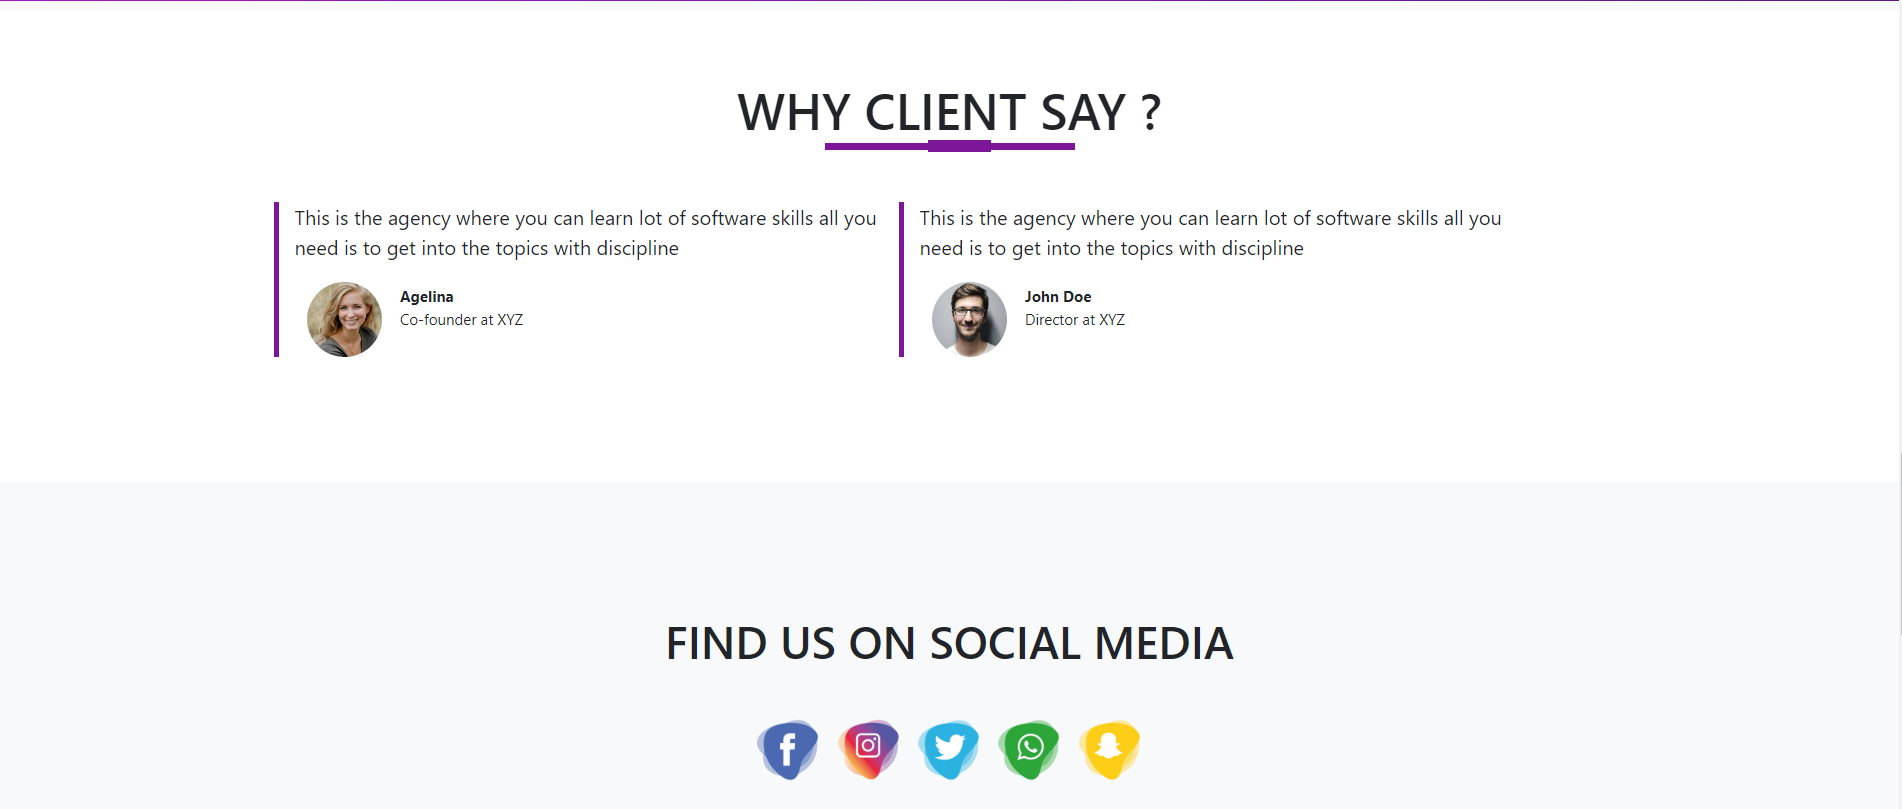 WHY CLIENT SAY ?
This is the agency where you can learn lot of software skills all you
need is to get into the topics with discipline
Agelina
Co-founder at XYZ
This is the agency where you can learn lot of software skills all you
need is to get into the topics with discipline
John Doe
Director at XYZ
FIND US ON SOCIAL MEDIA